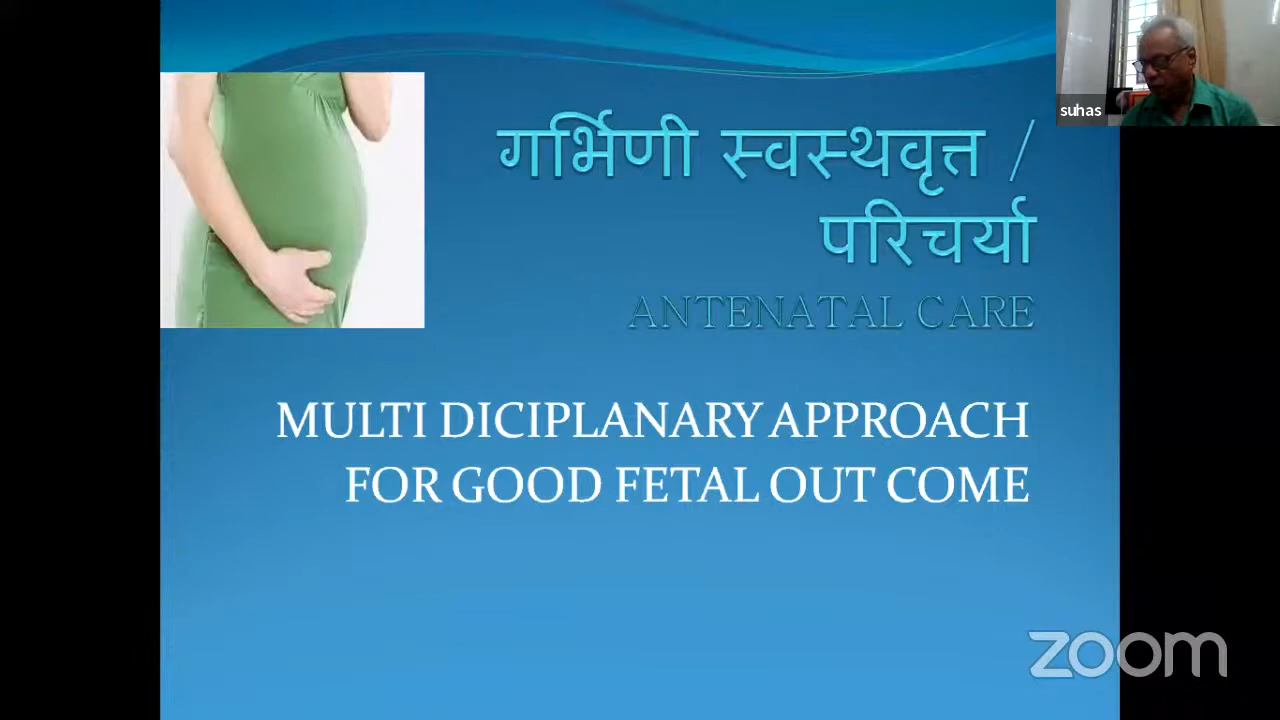 suhas
गर्भिणी स्वस्थवृत्त /
परिचर्या
ANTENATAL CARE
MULTI DICIPLANARY APPROACH
FOR GOOD FETAL OUT COME
zoom